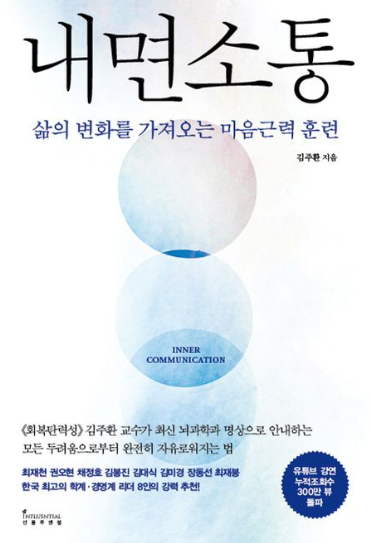 내면소통
삶의 변화를 가져오는 마음근력 훈련
김주환 지음
INNER
COMMUNICATION
《회복탄력성》 김주환 교수가 최신 뇌과학과 명상으로 안내하는
모든 두려움으로부터 완전히 자유로워지는 법
최재천 권오현 채정호 김봉진 김대식 김미경 장동선 최재붕
한국 최고의 학계·경영계 리더 8인의 강력 추천!
유튜브 강연
누적조회수
300만 뷰
돌파
INFLUENTIAL
인플루엔셜